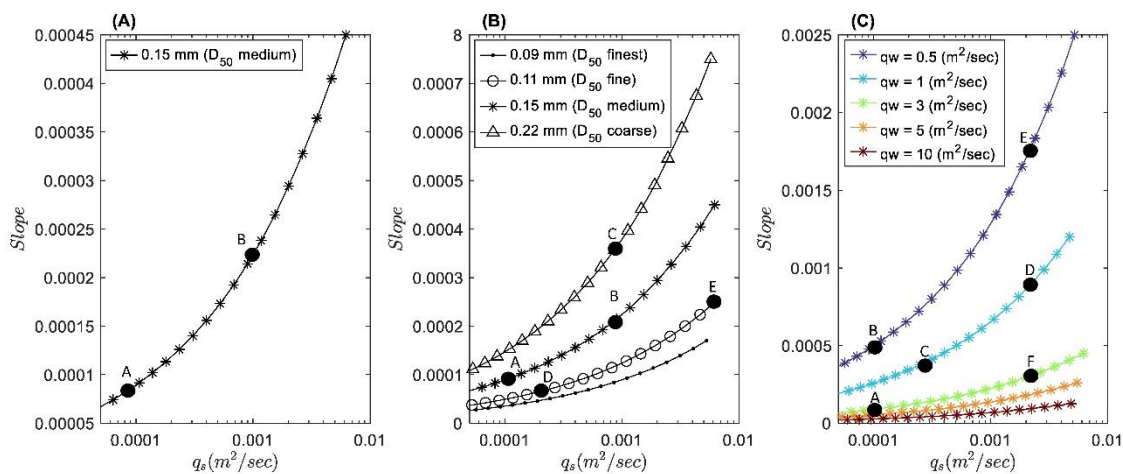 (A)
0.15 mm (D50 medium)
0.00045
0.0004
0.00035
0.0003
0.00025
0.0002
0.00015
0.0001
0.00005
Slope
A
B
0.0001
0.001
0.01
qs(m²/sec)
(B)
0.09 mm (D50 finest)
0.11 mm (D50 fine)
0.15 mm (D50 medium)
0.22 mm (D50 coarse)
8
0.0007
0.0006
0.0005
0.0004
0.0003
0.0002
0.0001
0
Slope
C
B
E
A
D
0.0001
0.001
0.01
qs(m²/sec)
(C)
qw = 0.5 (m²/sec)
qw = 1 (m²/sec)
qw = 3 (m²/sec)
qw = 5 (m²/sec)
qw = 10 (m²/sec)
0.0025
0.002
0.0015
0.001
0.0005
0
Slope
E
D
B
C
F
A
0.0001
0.001
0.01
qs(m²/sec)